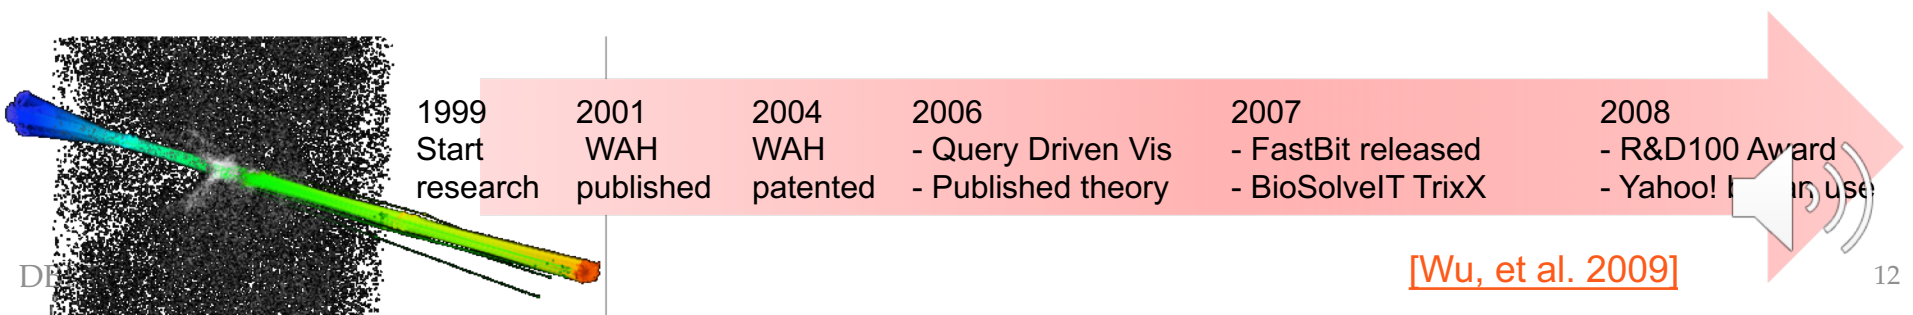 1999 2001 2004 2006 2007 2008
Start WAH WAH - Query Driven Vis - FastBit released - R&D100 Award
research published patented - Published theory - BioSolveIT TrixX - Yahoo! use
[Wu, et al. 2009]
12